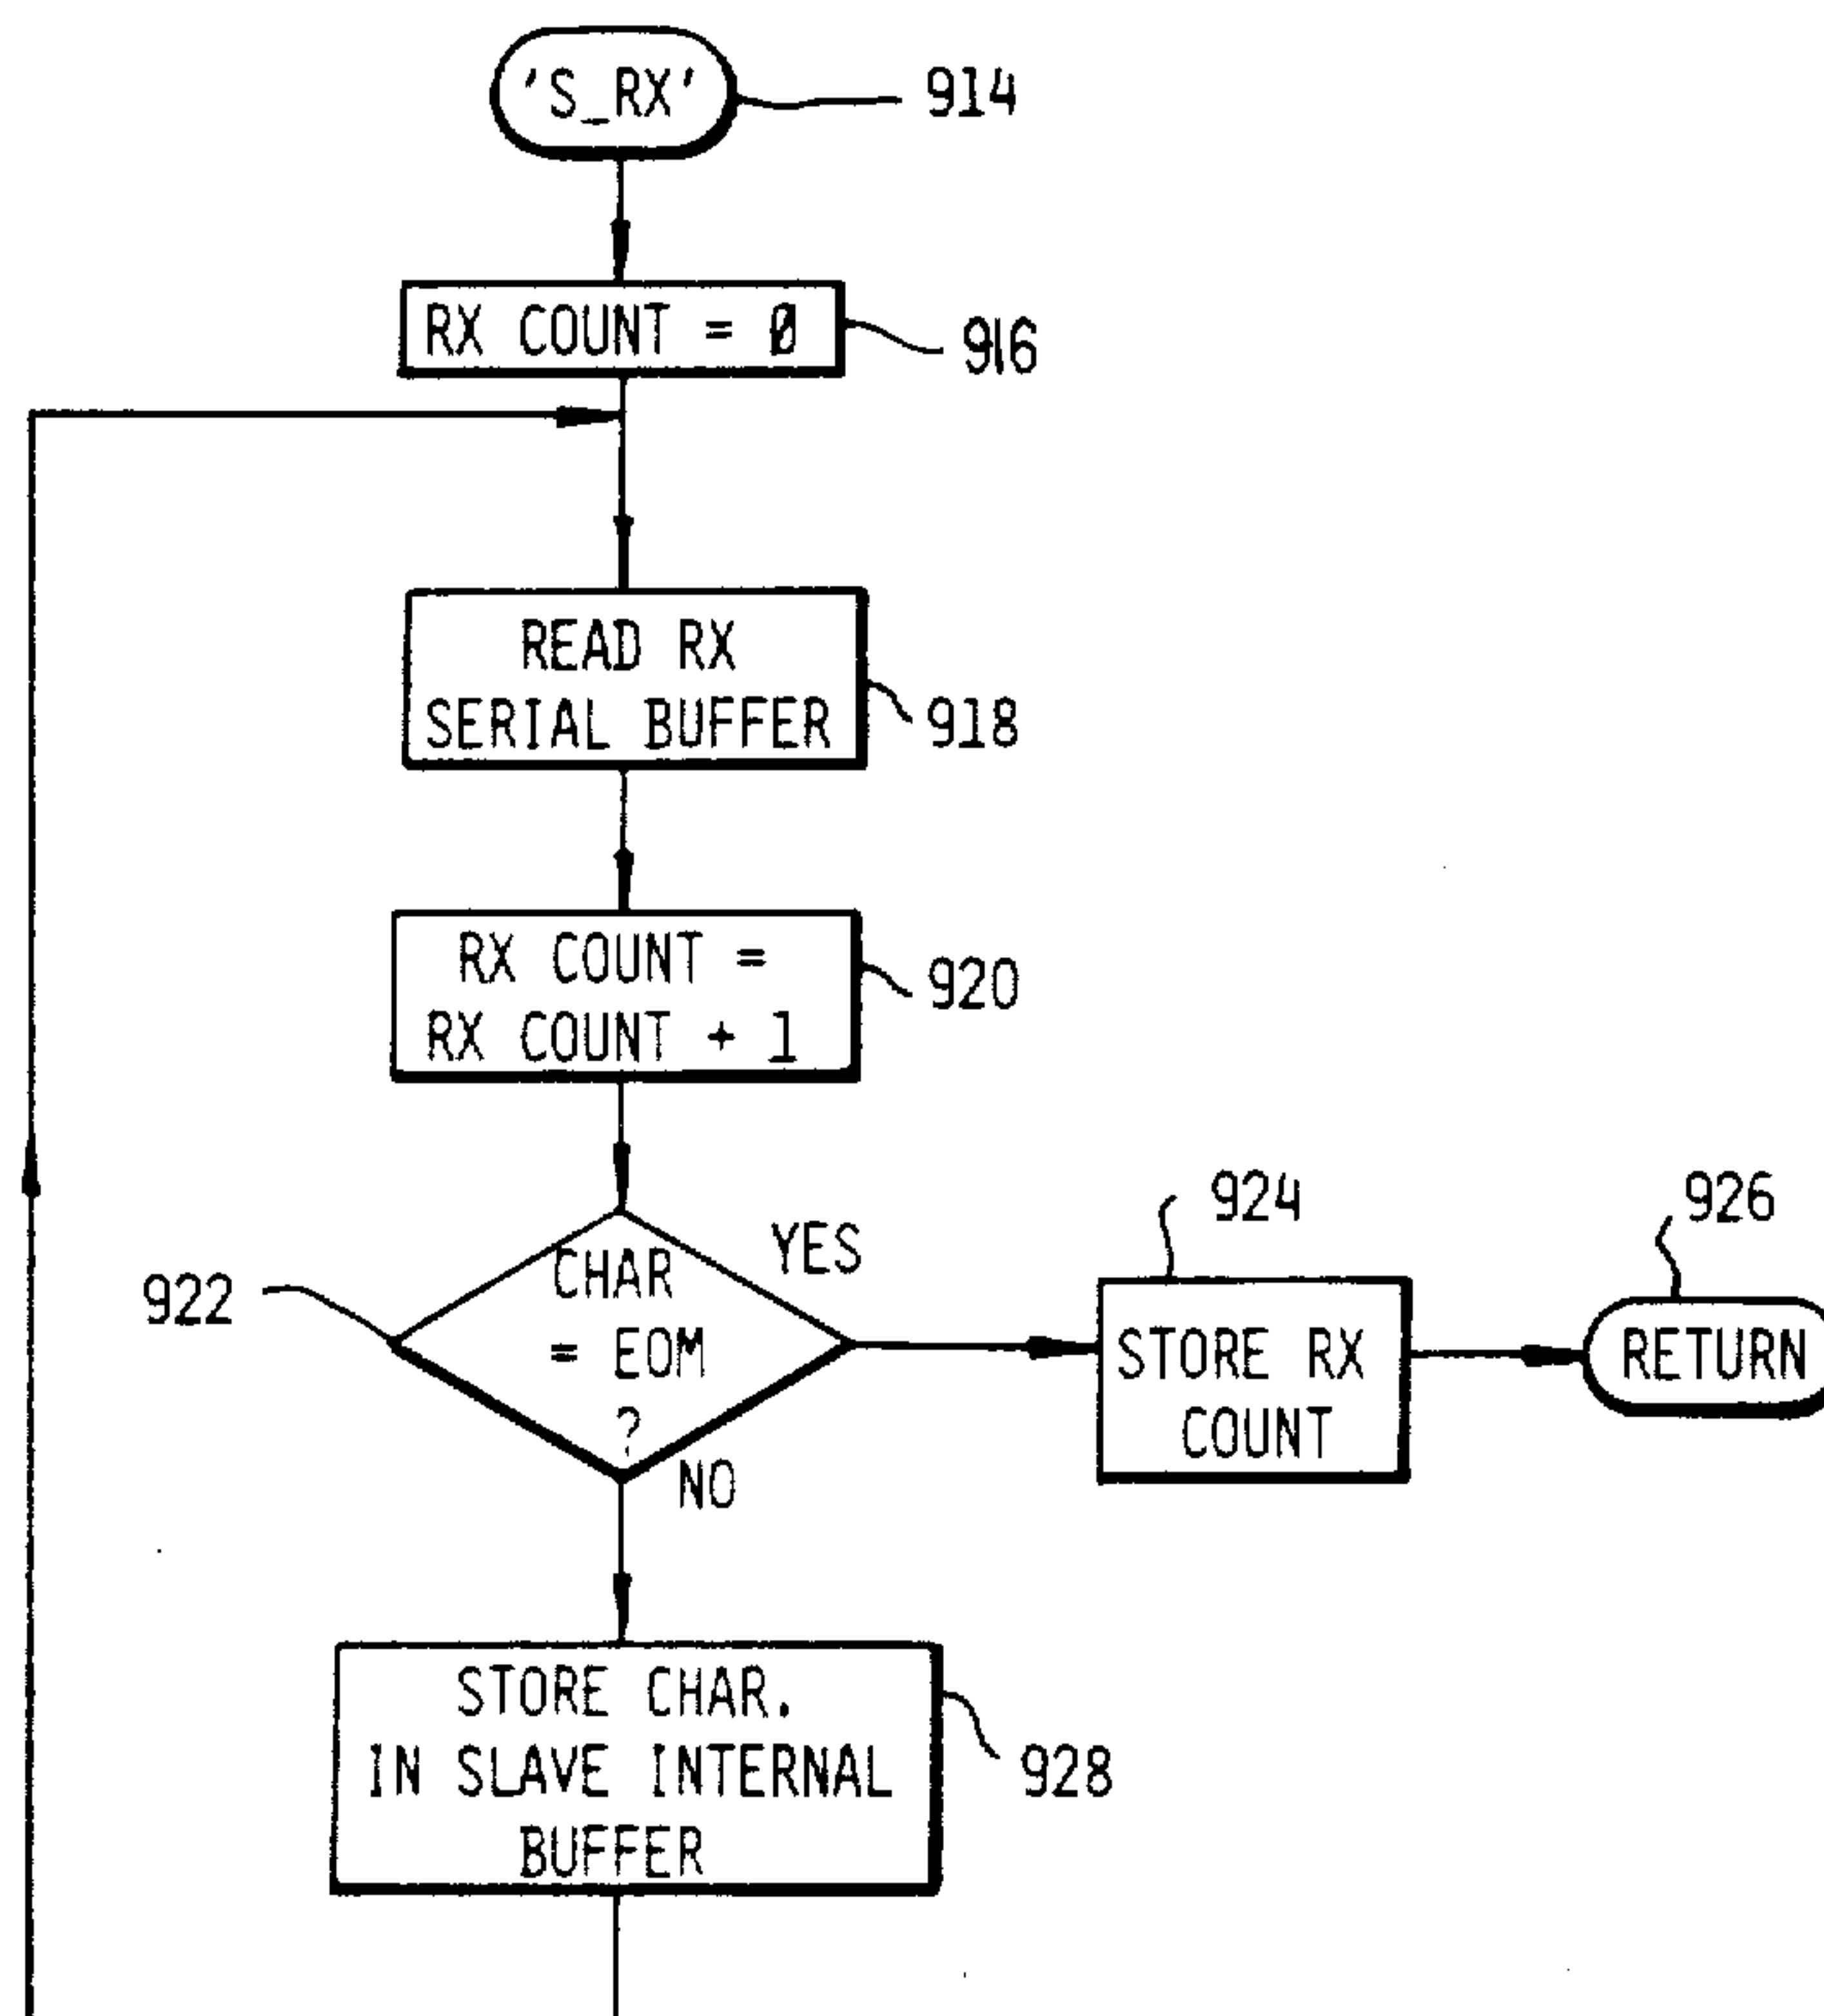 'S_RX'
914
RX COUNT = 0
916
READ RX
SERIAL BUFFER
918
RX COUNT =
RX COUNT + 1
920
922
CHAR
= EOM
?
YES
NO
924
STORE RX
COUNT
926
RETURN
STORE CHAR.
IN SLAVE INTERNAL
BUFFER
928